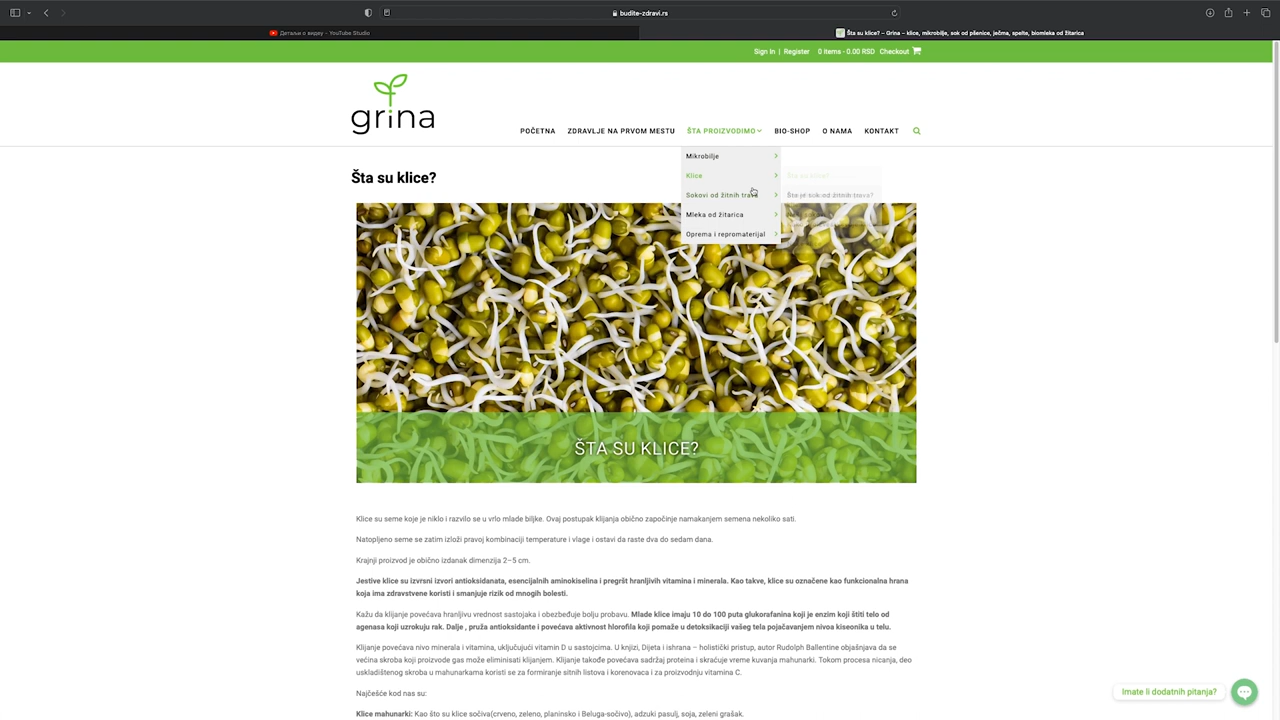 budite-zdravi.rs
Детаљи о видеу - YouTube Studio
Šta su klice? – Grina – klice, mikrobilje, sok od pšenice, ječma, spelte, biomleka od žitarica
Sign In | Register 0 items - 0.00 RSD Checkout
grina
POČETNA ZDRAVLJE NA PRVOM MESTU ŠTA PROIZVODIMO BIO-SHOP O NAMA KONTAKT
Mikrobilje
Šta su klice?
Klice
Sokovi od žitnih trava
Šta je sok od žitnih trava?
Mleka od žitarica
Oprema i repromaterijal
ŠTA SU KLICE?
Klice su seme koje je niklo i razvilo se u vrlo mlade biljke. Ovaj postupak klijanja obično započinje namakanjem semena nekoliko sati.
Natopljeno seme se zatim izloži pravoj kombinaciji temperature i vlage i ostavi da raste dva do sedam dana.
Krajnji proizvod je obično izdanak dimenzija 2–5 cm.
Jestive klice su izvrsni izvori antioksidanata, esencijalnih aminokiselina i pregršt hranljivih vitamina i minerala. Kao takve, klice su označene kao funkcionalna hrana
koja ima zdravstvene koristi i smanjuje rizik od mnogih bolesti.
Kažu da klijanje povećava hranljivu vrednost sastojaka i obezbeđuje bolju probavu. Mlade klice imaju 10 do 100 puta glukorafanina koji je enzim koji štiti telo od
agenasa koji uzrokuju rak. Dalje , pruža antioksidante i povećava aktivnost hlorofila koji pomaže u detoksikaciji vašeg tela pojačavanjem nivoa kiseonika u telu.
Klijanje povećava nivo minerala i vitamina, uključujući vitamin D u sastojcima. U knjizi, Dijeta i ishrana – holistički pristup, autor Rudolph Ballentine objašnjava da se
većina skroba koji proizvode gas može eliminisati klijanjem. Klijanje takođe povećava sadržaj proteina i skraćuje vreme kuvanja mahunarki. Tokom procesa nicanja, deo
uskladištenog skroba u mahunarkama koristi se za formiranje sitnih listova i korenovaca i za proizvodnju vitamina C.
Najčešće kod nas su:
Klice mahunarki: Kao što su klice sočiva(crveno, zeleno, planinsko i Beluga-sočivo), adzuki pasulj, soja, zeleni grašak.
Imate li dodatnih pitanja?